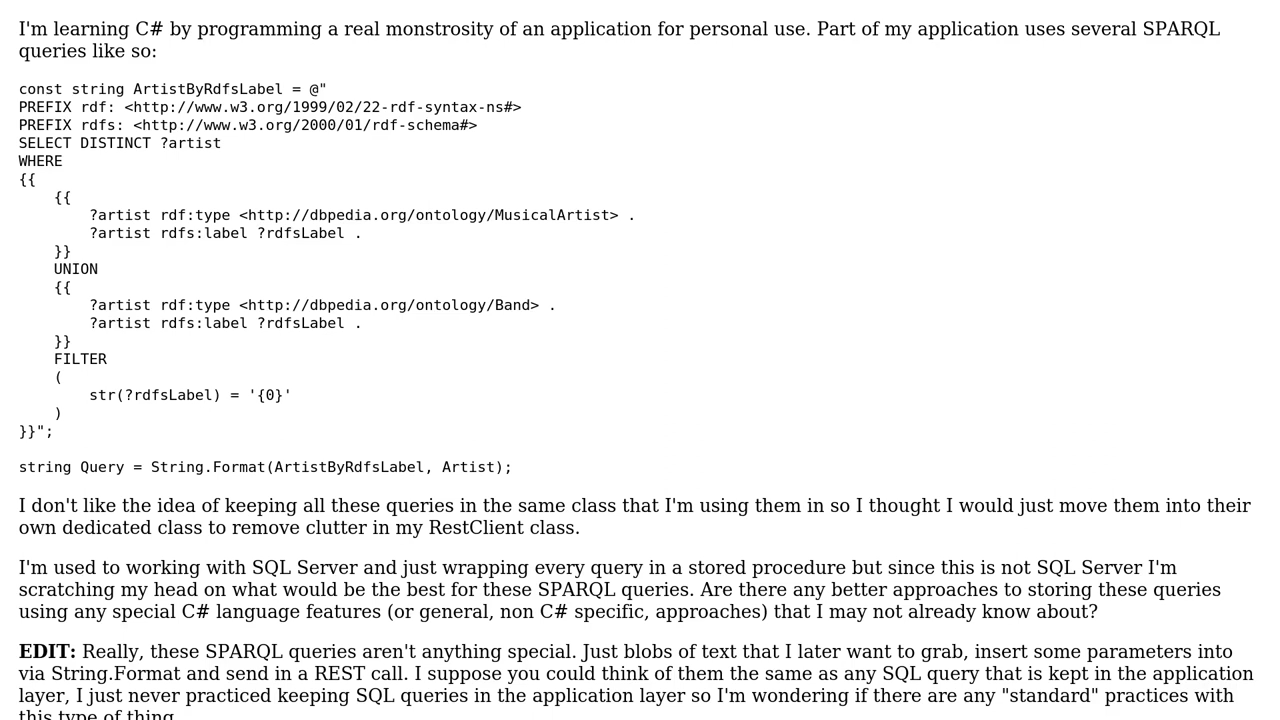 I'm learning C# by programming a real monstrosity of an application for personal use. Part of my application uses several SPARQL
queries like so:
const string ArtistByRdfsLabel = @"
PREFIX rdf: <http://www.w3.org/1999/02/22-rdf-syntax-ns#>
PREFIX rdfs: <http://www.w3.org/2000/01/rdf-schema#>
SELECT DISTINCT ?artist
WHERE
{{
    {{
        ?artist rdf:type <http://dbpedia.org/ontology/MusicalArtist> .
        ?artist rdfs:label ?rdfsLabel .
    }}
    UNION
    {{
        ?artist rdf:type <http://dbpedia.org/ontology/Band> .
        ?artist rdfs:label ?rdfsLabel .
    }}
    FILTER
    (
        str(?rdfsLabel) = '{0}'
    )
}}";
string Query = String.Format(ArtistByRdfsLabel, Artist);
I don't like the idea of keeping all these queries in the same class that I'm using them in so I thought I would just move them into their
own dedicated class to remove clutter in my RestClient class.
I'm used to working with SQL Server and just wrapping every query in a stored procedure but since this is not SQL Server I'm
scratching my head on what would be the best for these SPARQL queries. Are there any better approaches to storing these queries
using any special C# language features (or general, non C# specific, approaches) that I may not already know about?
EDIT: Really, these SPARQL queries aren't anything special. Just blobs of text that I later want to grab, insert some parameters into
via String.Format and send in a REST call. I suppose you could think of them the same as any SQL query that is kept in the application
layer, I just never practiced keeping SQL queries in the application layer so I'm wondering if there are any "standard" practices with
this type of thing.